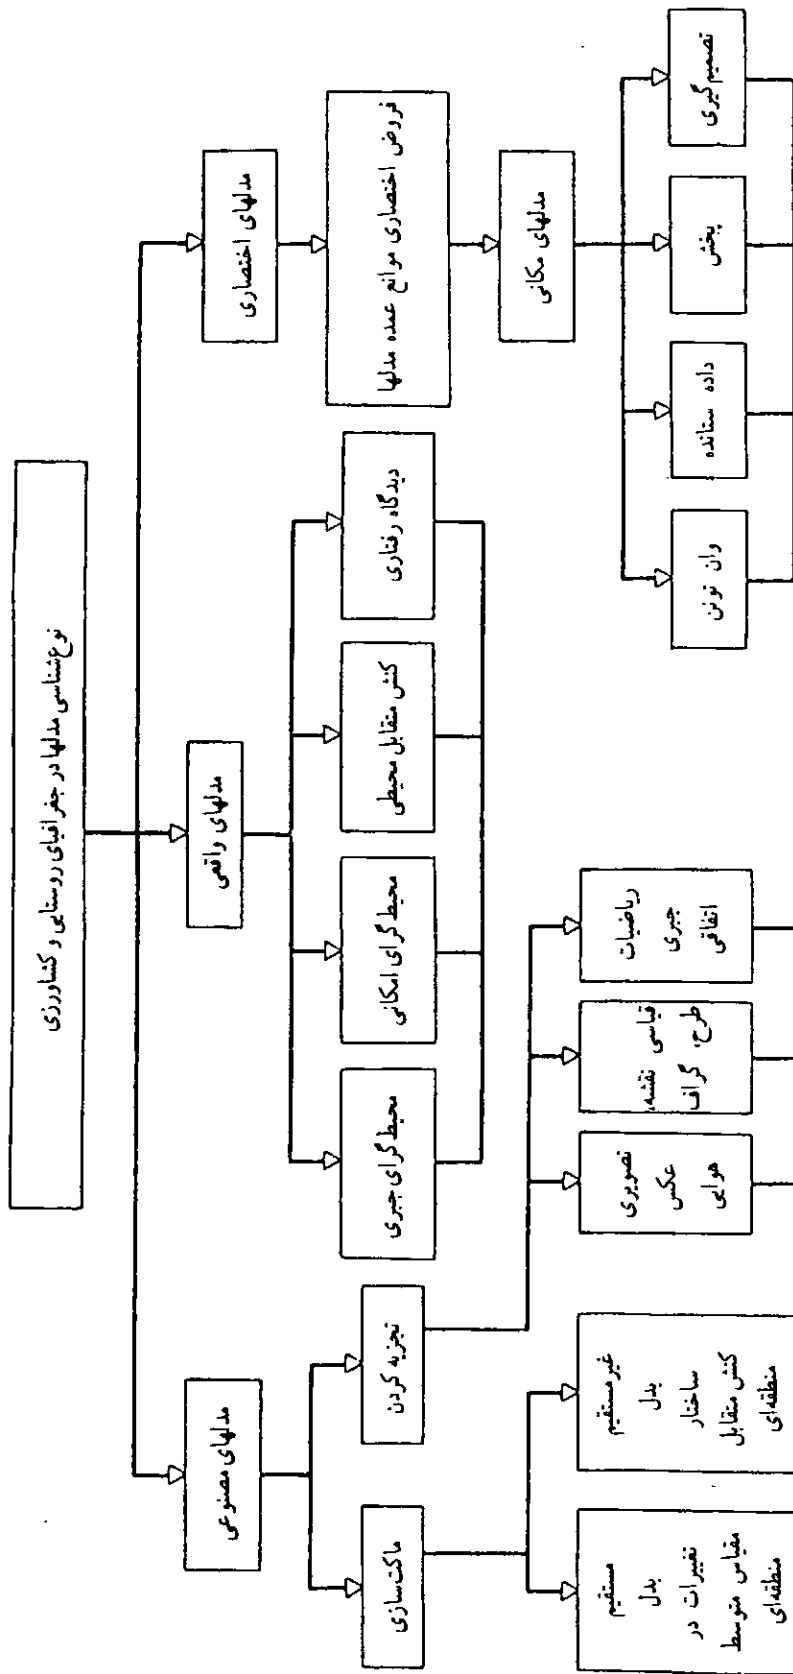 نوع‌شناسی مدلها در جغرافیای روستایی و کشاورزی
مدلهای اختصاری
مدلهای واقعی
مدلهای مصنوعی
فروض اختصاری موانع عمده مدلها
مدلهای مکانی
تصمیم‌گیری
پخش
داده ستانده
وان تونن
دیدگاه رفتاری
کنش متقابل محیطی
محیط گرای امکانی
محیط گرای جبری
تجزیه کردن
ماکت‌سازی
ریاضیات
جبری
اتفاقی
قیاسی نقشه،
طرح، گراف
تصویری
عکس
هوایی
غیر مستقیم
بدل
ساختار
کنش متقابل
منطقه‌ای
مستقیم
بدل
تغییرات در
مقیاس متوسط
منطقه‌ای